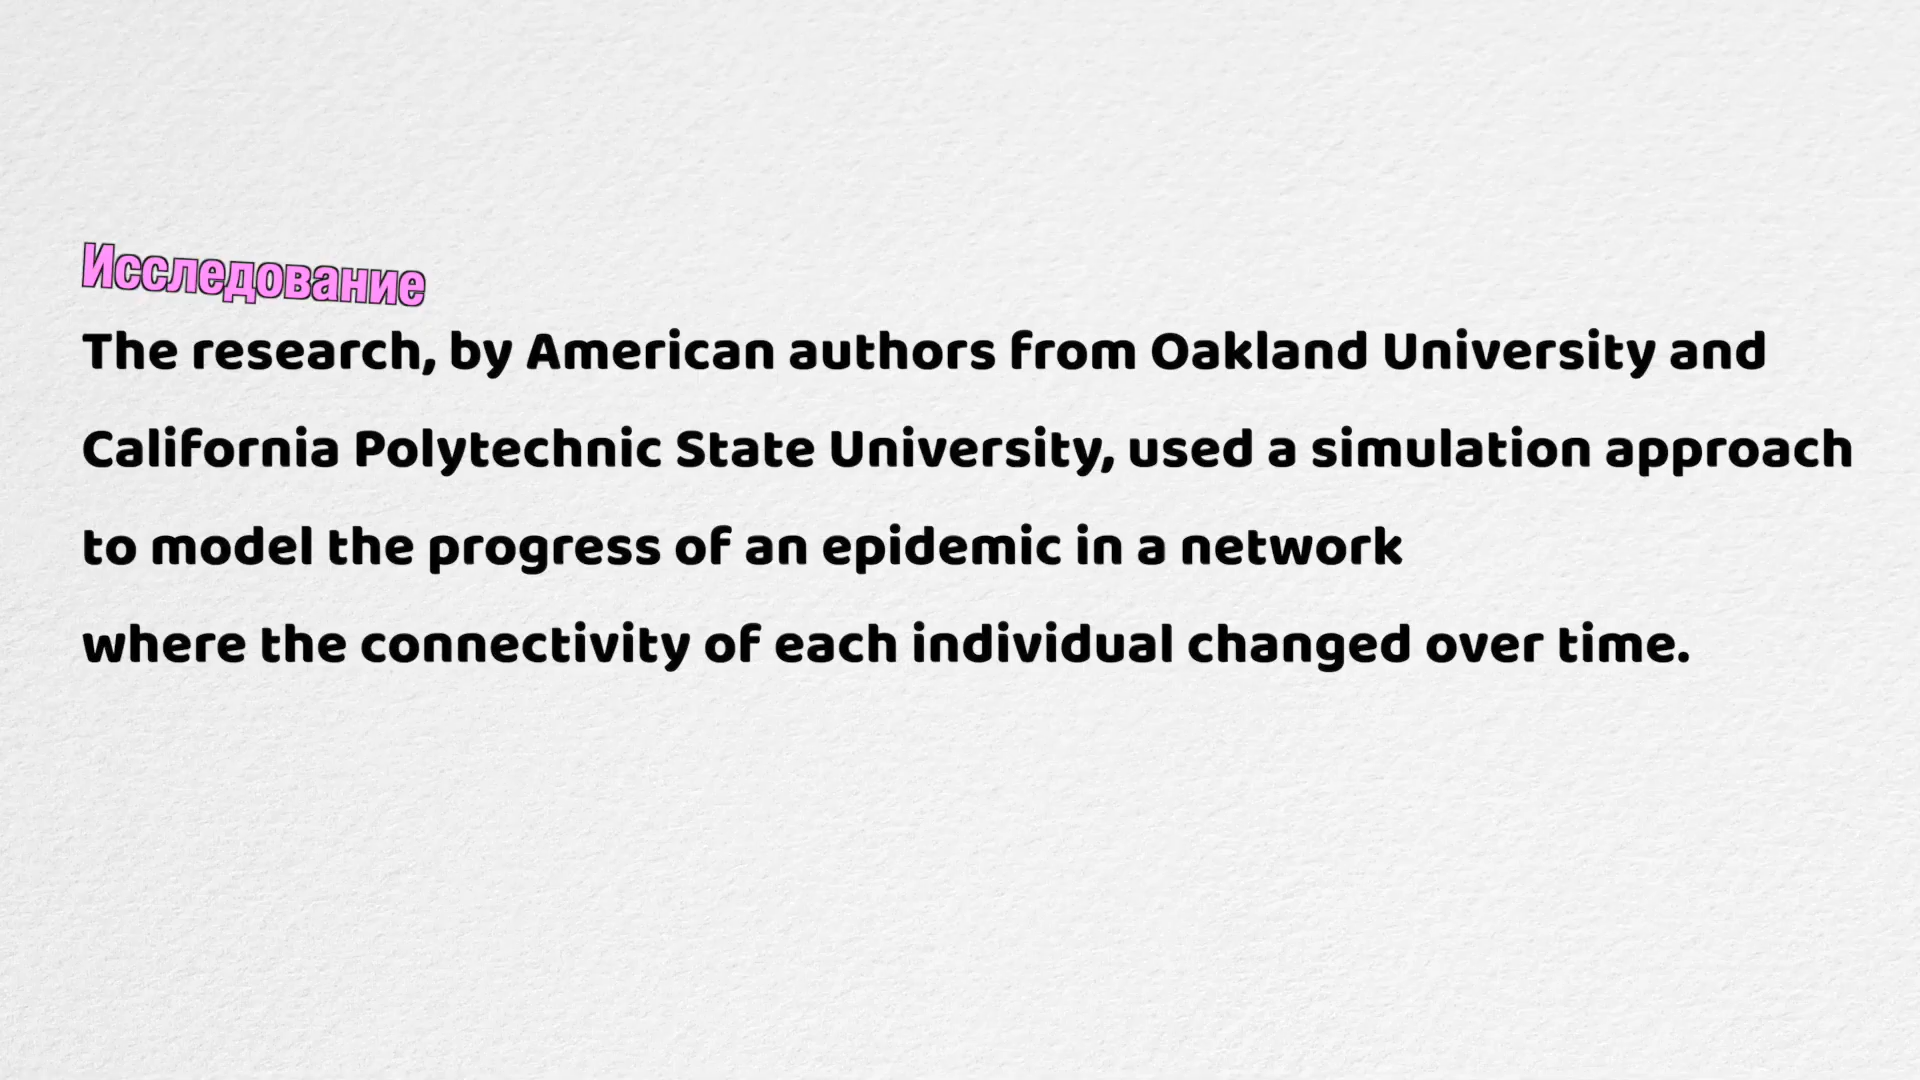 Исследование
The research, by American authors from Oakland University and
California Polytechnic State University, used a simulation approach
to model the progress of an epidemic in a network
where the connectivity of each individual changed over time.